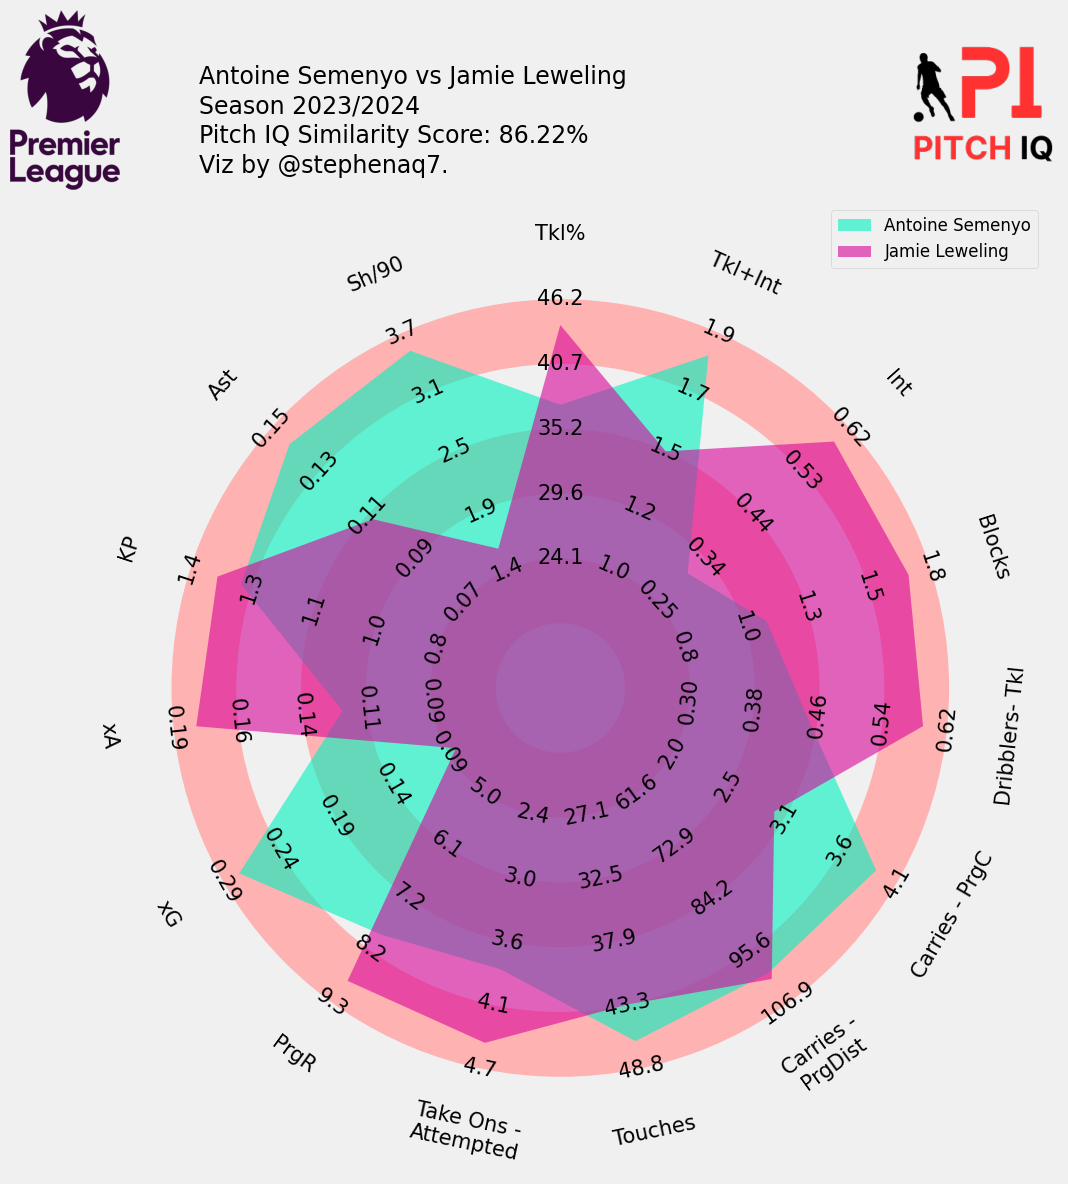 Antoine Semenyo vs Jamie Leweling
Season 2023/2024
Pitch IQ Similarity Score: 86.22%
Viz by @stephenaq7.
Premier
League
PI
PITCH IQ
Antoine Semenyo
Jamie Leweling
Tkl%
46.2
40.7
35.2
29.6
24.1
Tkl+Int
1.9
1.7
1.5
1.2
1.0
Int
0.62
0.53
0.44
0.34
0.25
Blocks
1.8
1.5
1.3
1.0
0.8
Dribblers- Tkl
0.62
0.54
0.46
0.38
0.30
Carries - PrgC
4.1
3.6
3.1
2.5
2.0
Carries -
PrgDist
106.9
95.6
84.2
72.9
61.6
Touches
48.8
43.3
37.9
32.5
27.1
Take Ons -
Attempted
4.7
4.1
3.6
3.0
2.4
PrgR
9.3
8.2
7.2
6.1
5.0
xG
0.29
0.24
0.19
0.14
0.09
xA
0.19
0.16
0.14
0.11
0.09
KP
1.4
1.3
1.1
1.0
0.8
Ast
0.15
0.13
0.11
0.09
0.07
Sh/90
3.7
3.1
2.5
1.9
1.4